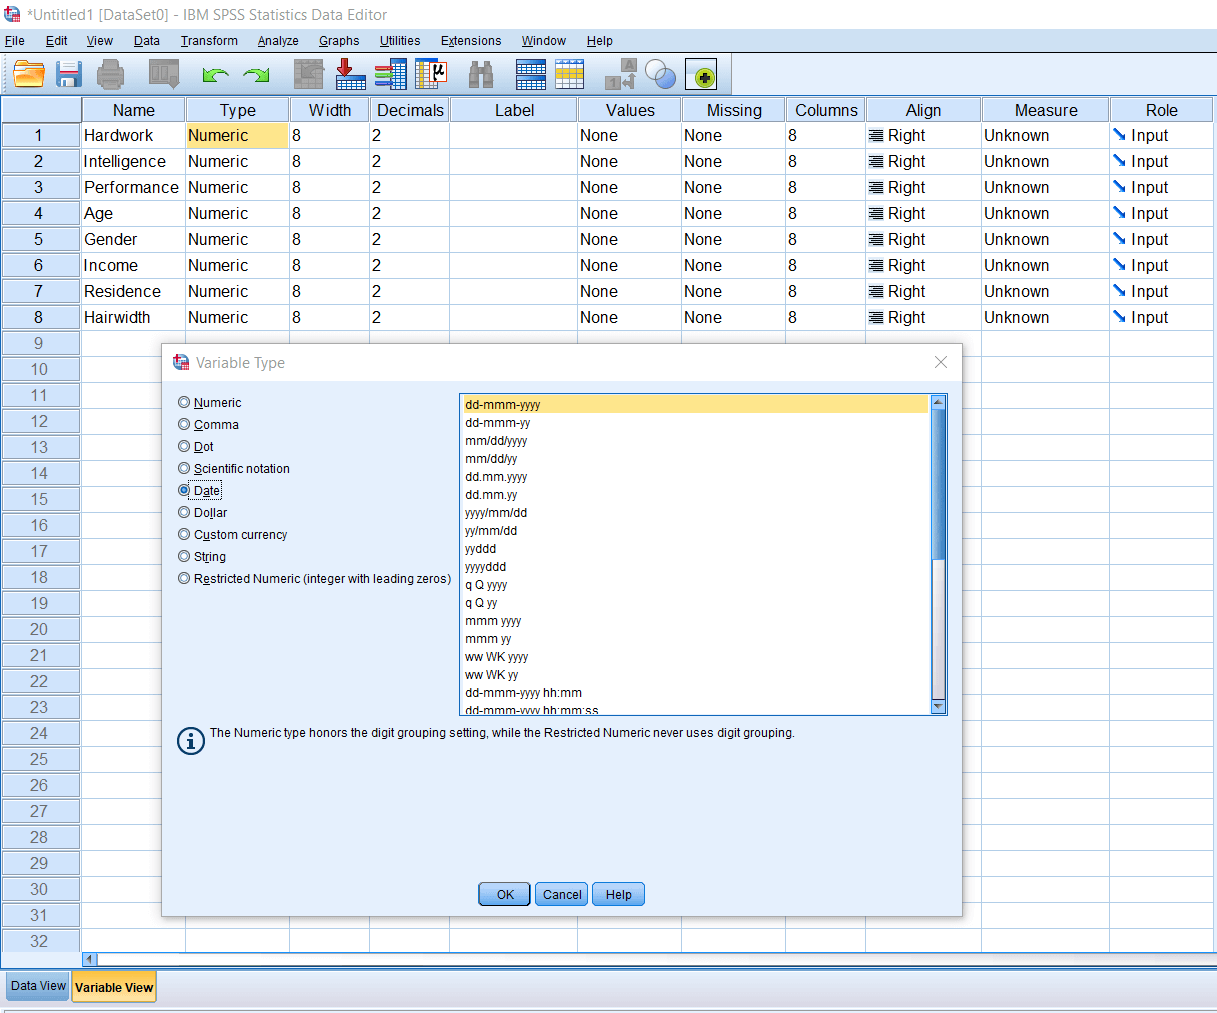 *Untitled1 [DataSet0] - IBM SPSS Statistics Data Editor
File Edit View Data Transform Analyze Graphs Utilities Extensions Window Help
Name Type Width Decimals Label Values Missing Columns Align Measure Role
1 Hardwork Numeric 8 2 None None 8 Right Unknown Input
2 Intelligence Numeric 8 2 None None 8 Right Unknown Input
3 Performance Numeric 8 2 None None 8 Right Unknown Input
4 Age Numeric 8 2 None None 8 Right Unknown Input
5 Gender Numeric 8 2 None None 8 Right Unknown Input
6 Income Numeric 8 2 None None 8 Right Unknown Input
7 Residence Numeric 8 2 None None 8 Right Unknown Input
8 Hairwidth Numeric 8 2 None None 8 Right Unknown Input
9
10
11
12
13
14
15
16
17
18
19
20
21
22
23
24
25
26
27
28
29
30
31
32
Variable Type
Numeric
Comma
Dot
Scientific notation
Date
Dollar
Custom currency
String
Restricted Numeric (integer with leading zeros)
dd-mmm-yyyy
dd-mmm-yy
mm/dd/yyyy
mm/dd/yy
dd.mm.yyyy
dd.mm.yy
yyyy/mm/dd
yy/mm/dd
yyddd
yyyyddd
q Q yyyy
q Q yy
mmm yyyy
mmm yy
ww WK yyyy
ww WK yy
dd-mmm-yyyy hh:mm
dd-mmm-yyyy hh:mm:ss
The Numeric type honors the digit grouping setting, while the Restricted Numeric never uses digit grouping.
OK Cancel Help
Data View Variable View